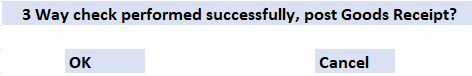 3 Way check performed successfully, post Goods Receipt?
OK Cancel